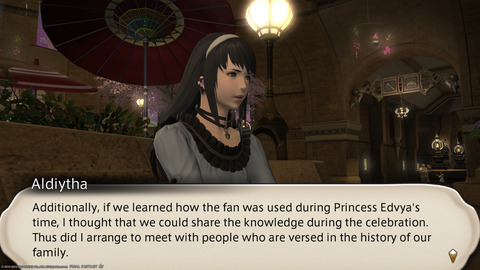 Aldiytha
Additionally, if we learned how the fan was used during Princess Edvya's
time, I thought that we could share the knowledge during the celebration.
Thus did I arrange to meet with people who are versed in the history of our
family.